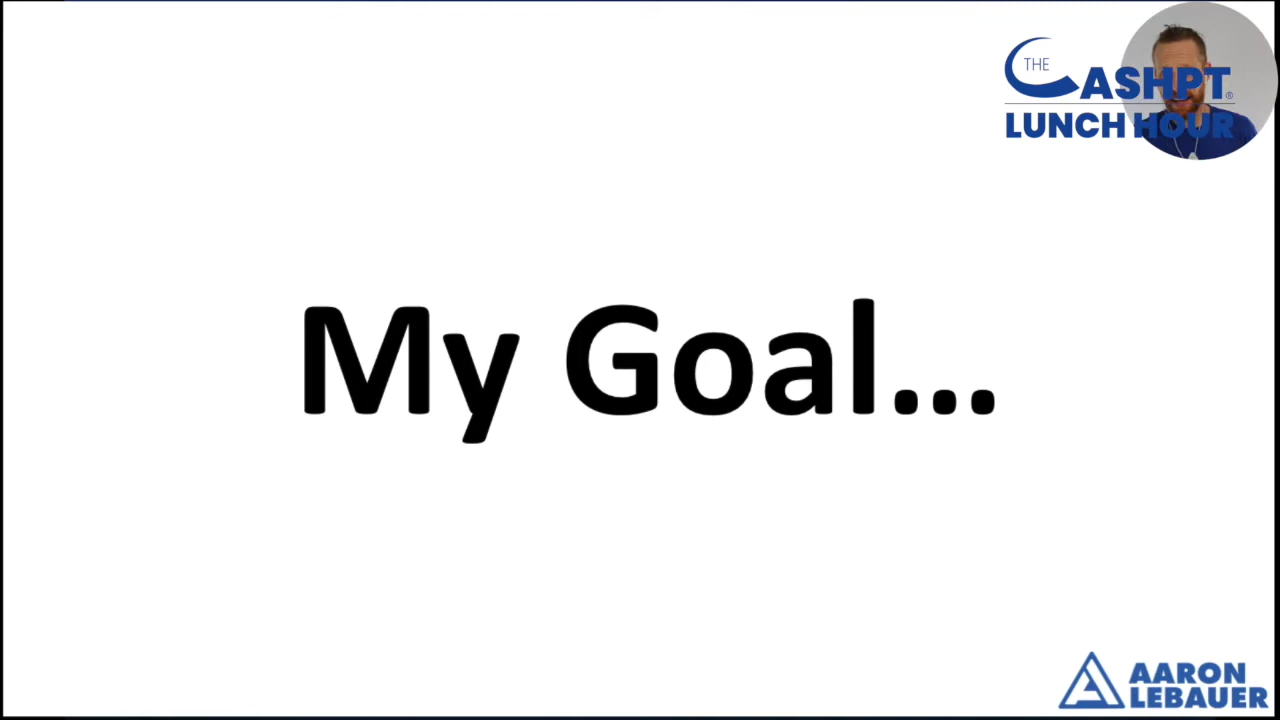 THE
CASHPT®
LUNCH HOUR
My Goal...
AARON
LEBAUER